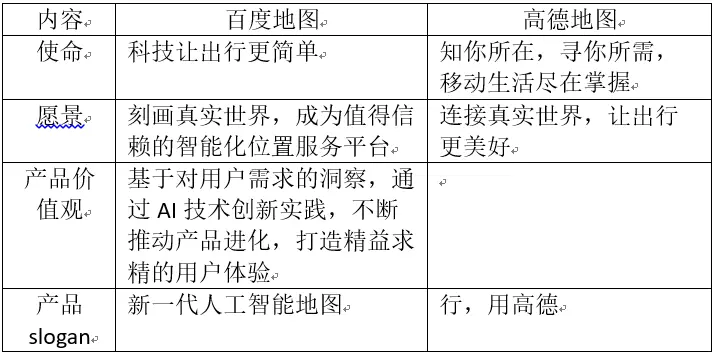 内容 百度地图 高德地图
使命 科技让出行更简单 知你所在，寻你所需，
移动生活尽在掌握
愿景 刻画真实世界，成为值得信 连接真实世界，让出行
赖的智能化位置服务平台 更美好
产品价 基于对用户需求的洞察，通
值观 过 AI 技术创新实践，不断
推动产品进化，打造精益求
精的用户体验
产品 新一代人工智能地图 行，用高德
slogan